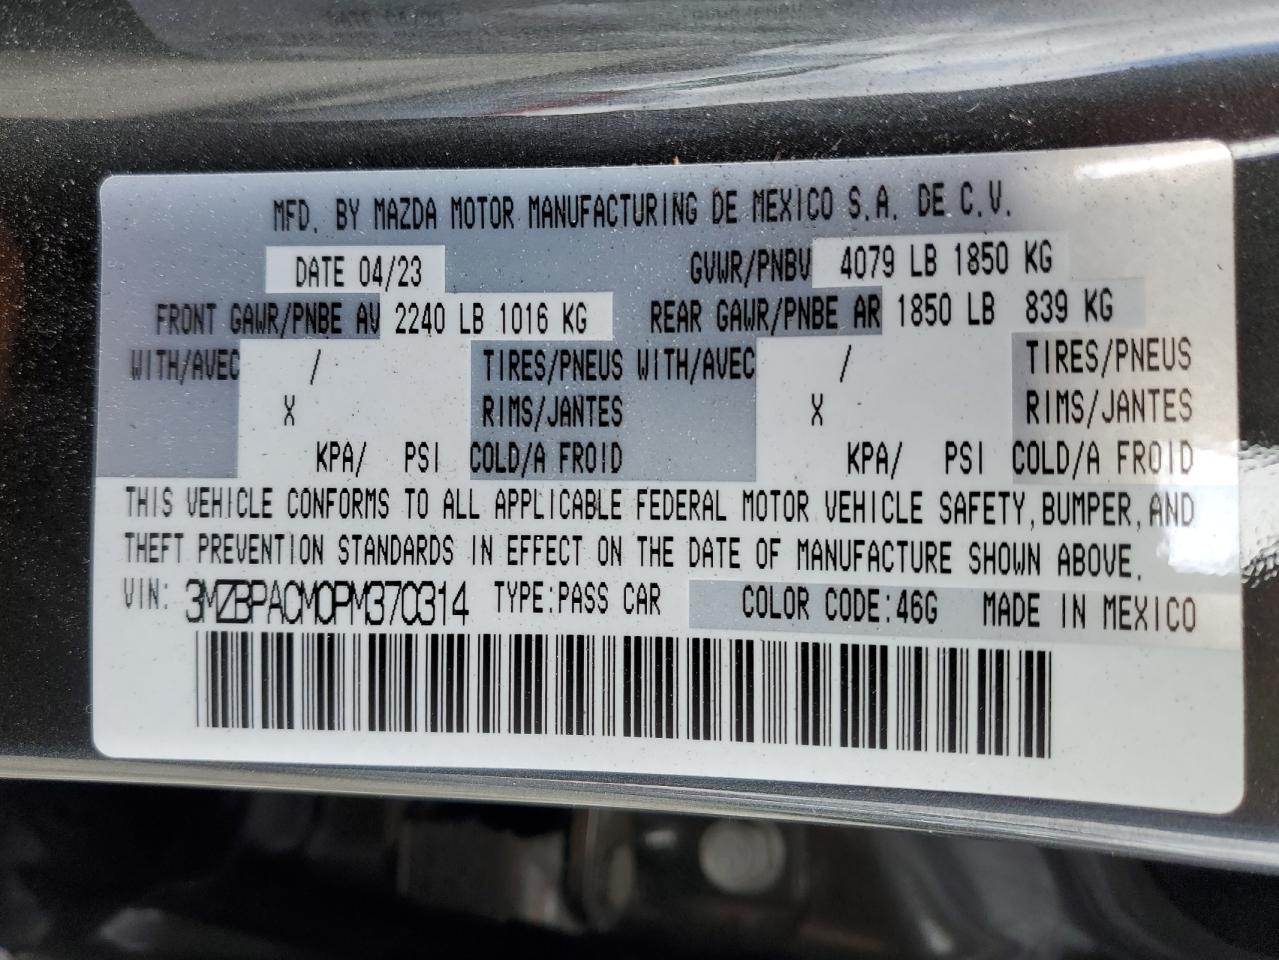 MFD. BY MAZDA MOTOR MANUFACTURING DE MEXICO S.A. DE C.V.
DATE 04/23 GVWR/PNBV 4079 LB 1850 KG
FRONT GAWR/PNBE AV 2240 LB 1016 KG REAR GAWR/PNBE AR 1850 LB 839 KG
WITH/AVEC / TIRES/PNEUS WITH/AVEC / TIRES/PNEUS
X RIMS/JANTES X RIMS/JANTES
KPA/ PSI COLD/A FROID KPA/ PSI COLD/A FROID
THIS VEHICLE CONFORMS TO ALL APPLICABLE FEDERAL MOTOR VEHICLE SAFETY, BUMPER, AND
THEFT PREVENTION STANDARDS IN EFFECT ON THE DATE OF MANUFACTURE SHOWN ABOVE.
VIN: 3MZBPACM0PM370314 TYPE:PASS CAR COLOR CODE:46G MADE IN MEXICO